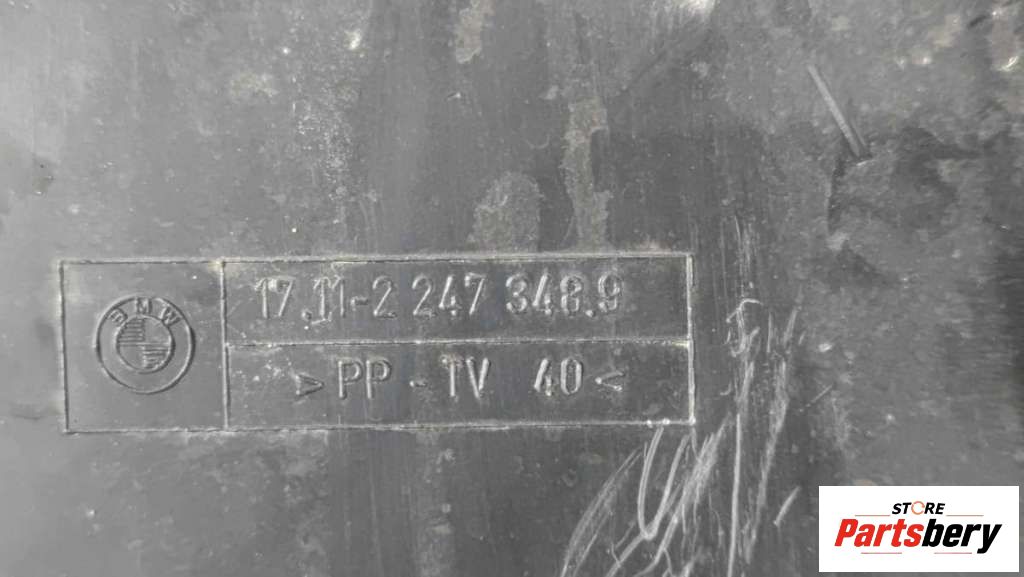 BMW
17.11-2 247 348.9
>PP - TV 40<
STORE
Partsbery